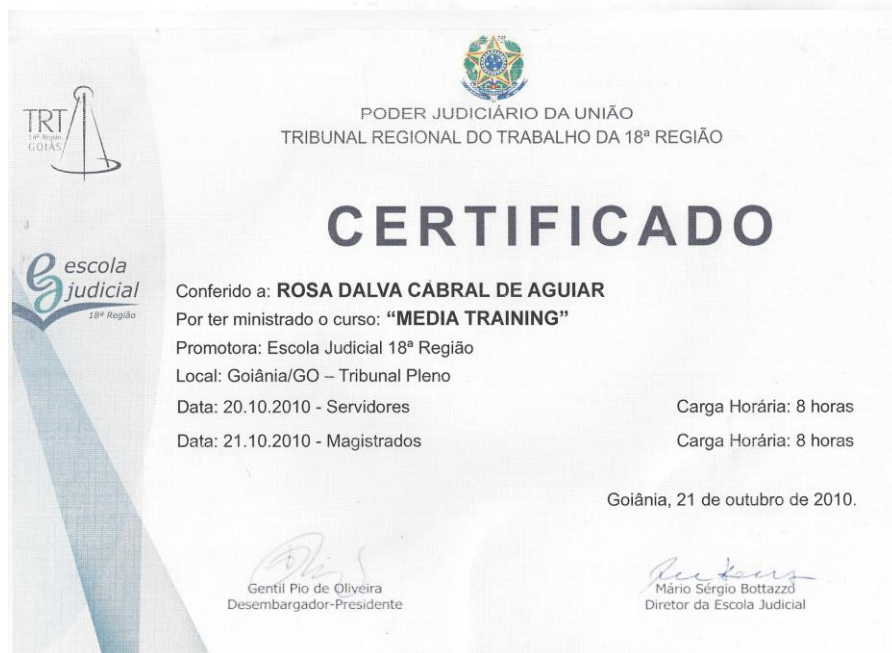 TRT
18ª Região
GOIÁS
PODER JUDICIÁRIO DA UNIÃO
TRIBUNAL REGIONAL DO TRABALHO DA 18ª REGIÃO
CERTIFICADO
ej escola
judicial
18ª Região
Conferido a: ROSA DALVA CABRAL DE AGUIAR
Por ter ministrado o curso: “MEDIA TRAINING”
Promotora: Escola Judicial 18ª Região
Local: Goiânia/GO – Tribunal Pleno
Data: 20.10.2010 - Servidores Carga Horária: 8 horas
Data: 21.10.2010 - Magistrados Carga Horária: 8 horas
Goiânia, 21 de outubro de 2010.
Gentil Pio de Oliveira
Desembargador-Presidente
Mário Sérgio Bottazzo
Diretor da Escola Judicial